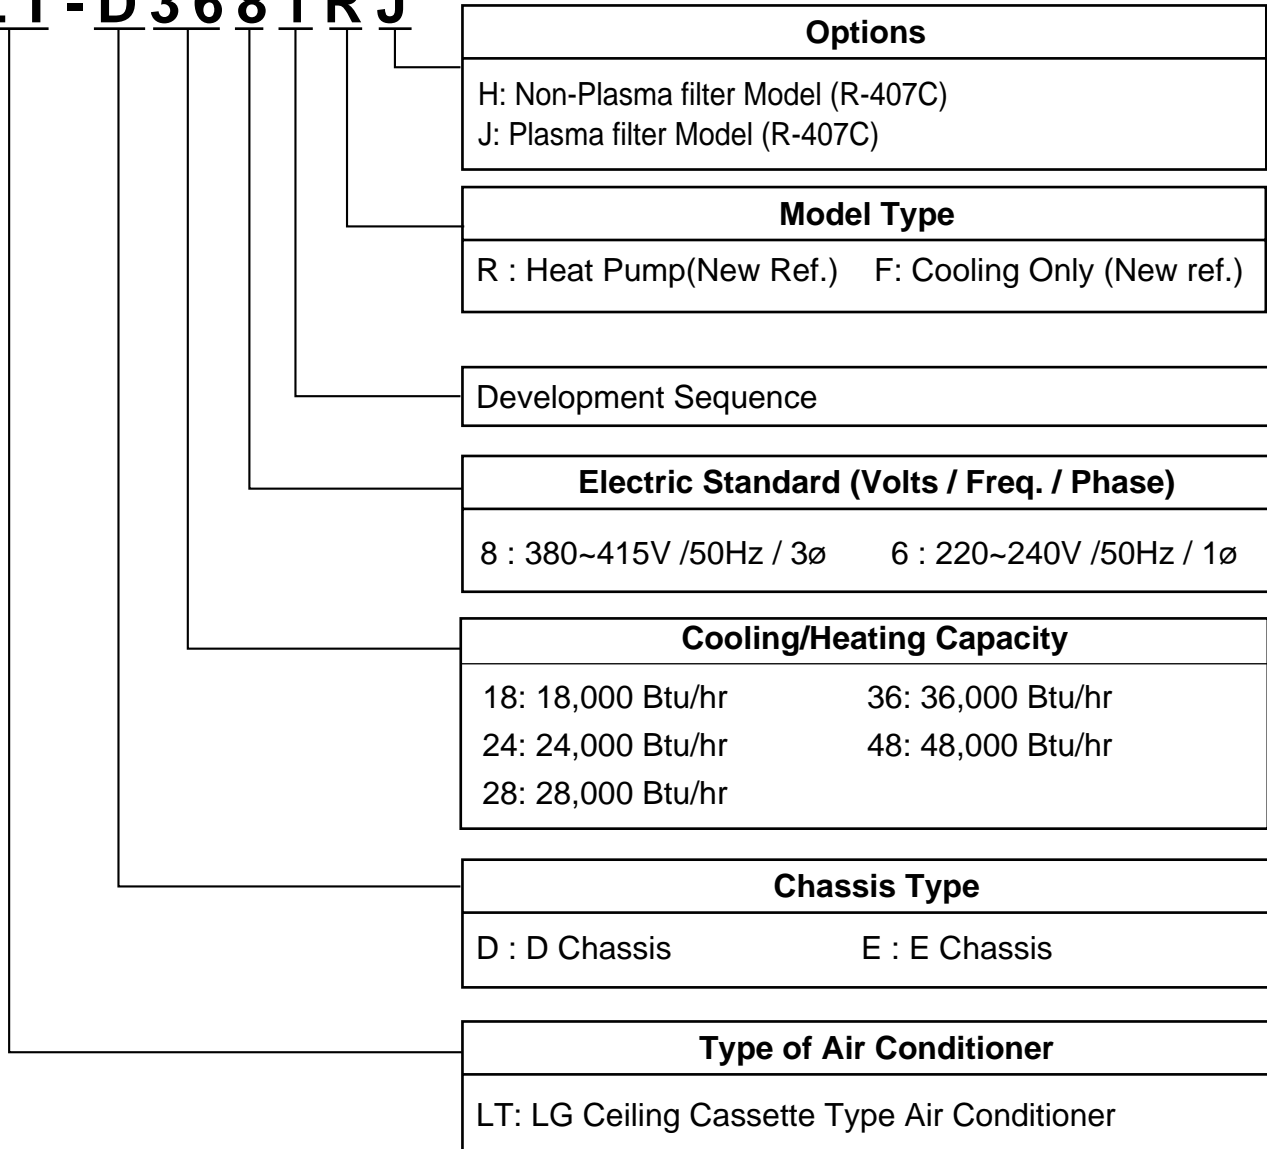 LT-D3681RJ
Options
H: Non-Plasma filter Model (R-407C)
J: Plasma filter Model (R-407C)
Model Type
R : Heat Pump(New Ref.) F: Cooling Only (New ref.)
Development Sequence
Electric Standard (Volts / Freq. / Phase)
8 : 380~415V /50Hz / 3ø 6 : 220~240V /50Hz / 1ø
Cooling/Heating Capacity
18: 18,000 Btu/hr 36: 36,000 Btu/hr
24: 24,000 Btu/hr 48: 48,000 Btu/hr
28: 28,000 Btu/hr
Chassis Type
D : D Chassis E : E Chassis
Type of Air Conditioner
LT: LG Ceiling Cassette Type Air Conditioner